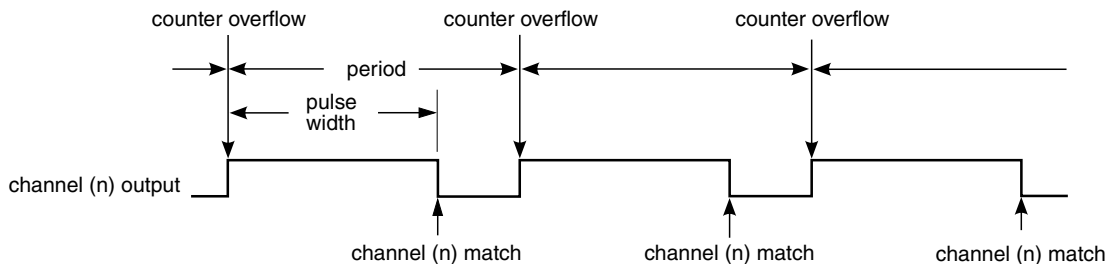 counter overflow
counter overflow
counter overflow
period
pulse
width
channel (n) output
channel (n) match
channel (n) match
channel (n) match